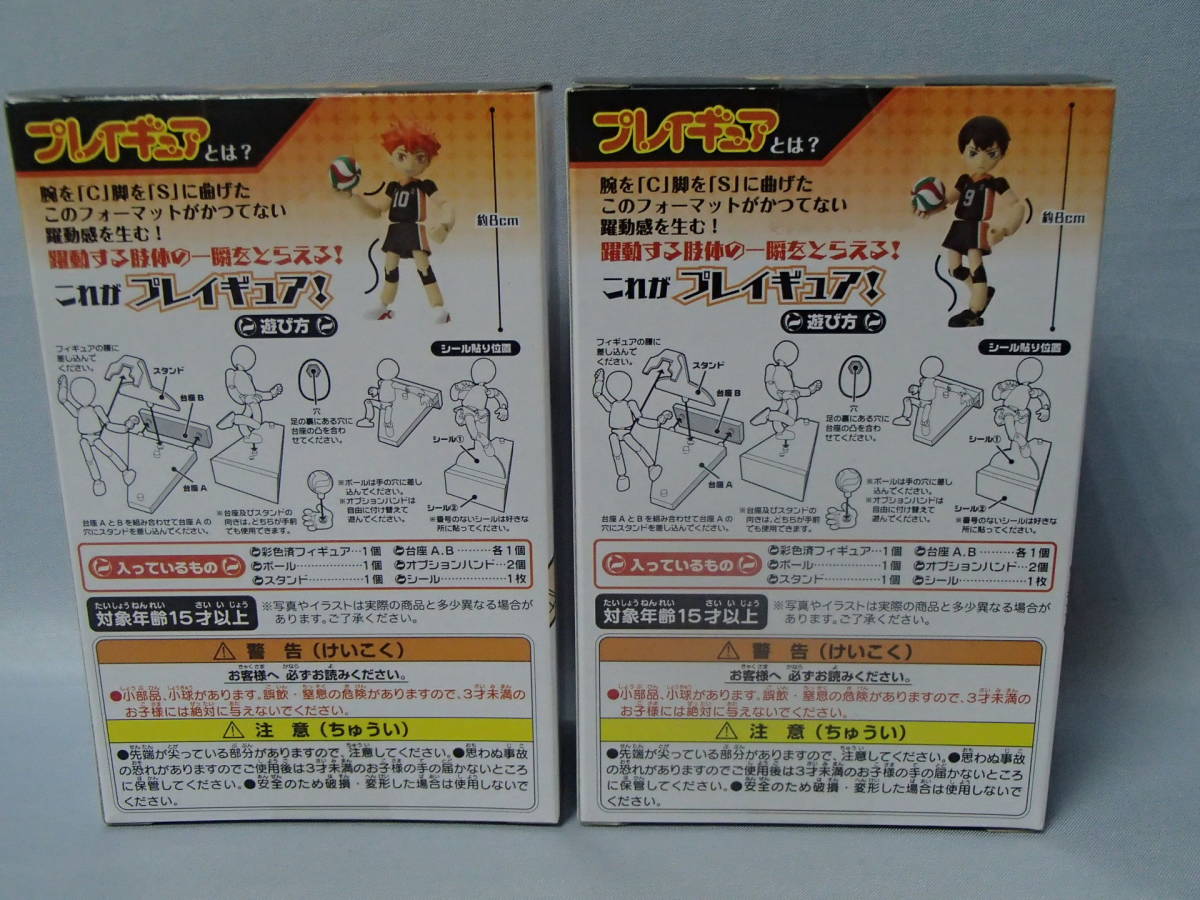 プレイギュアとは?
腕を「C」脚を「S」に曲げた
このフォーマットがかつてない
躍動感を生む!
躍動する肢体の一瞬をとらえる!
これがプレイギュア!
10
約8cm
遊び方
フィギュアの腰に
差し込んで
ください。
スタンド
台座B
台座A
穴
足の裏にある穴に
台座の凸を合わ
せてください。
シール貼り位置
シール①
シール②
※ボールは手の穴に差し
込んでください。
※オプションハンドは
自由に付け替えて
遊んでください。
※番号のないシールは好きな
所に貼ってください。
台座AとBを組み合わせて台座Aの
穴にスタンドを差し込んでください。
※台座及びスタンドの
向きは、どちらが手前
でも使用できます。
入っているもの
彩色済フィギュア…1個
ボール……………1個
スタンド…………1個
台座A.B………各1個
オプションハンド…2個
シール……………1枚
たいしょうねんれい さいいじょう
対象年齢15才以上
※写真やイラストは実際の商品と多少異なる場合が
あります。ご了承ください。
⚠警告(けいこく)
お客様へ 必ずお読みください。
●小部品、小球があります。誤飲・窒息の危険がありますので、3才未満の
お子様には絶対に与えないでください。
⚠注意(ちゅうい)
●先端が尖っている部分がありますので、注意してください。●思わぬ事故
の恐れがありますのでご使用後は3才未満のお子様の手の届かないところ
に保管してください。●安全のため破損・変形した場合は使用しないで
ください。
プレイギュアとは?
腕を「C」脚を「S」に曲げた
このフォーマットがかつてない
躍動感を生む!
躍動する肢体の一瞬をとらえる!
これがプレイギュア!
9
約8cm
遊び方
フィギュアの腰に
差し込んで
ください。
スタンド
台座B
台座A
穴
足の裏にある穴に
台座の凸を合わ
せてください。
シール貼り位置
シール①
シール②
※ボールは手の穴に差し
込んでください。
※オプションハンドは
自由に付け替えて
遊んでください。
※番号のないシールは好きな
所に貼ってください。
台座AとBを組み合わせて台座Aの
穴にスタンドを差し込んでください。
※台座及びスタンドの
向きは、どちらが手前
でも使用できます。
入っているもの
彩色済フィギュア…1個
ボール……………1個
スタンド…………1個
台座A.B………各1個
オプションハンド…2個
シール……………1枚
たいしょうねんれい さいいじょう
対象年齢15才以上
※写真やイラストは実際の商品と多少異なる場合が
あります。ご了承ください。
⚠警告(けいこく)
お客様へ 必ずお読みください。
●小部品、小球があります。誤飲・窒息の危険がありますので、3才未満の
お子様には絶対に与えないでください。
⚠注意(ちゅうい)
●先端が尖っている部分がありますので、注意してください。●思わぬ事故
の恐れがありますのでご使用後は3才未満のお子様の手の届かないところ
に保管してください。●安全のため破損・変形した場合は使用しないで
ください。